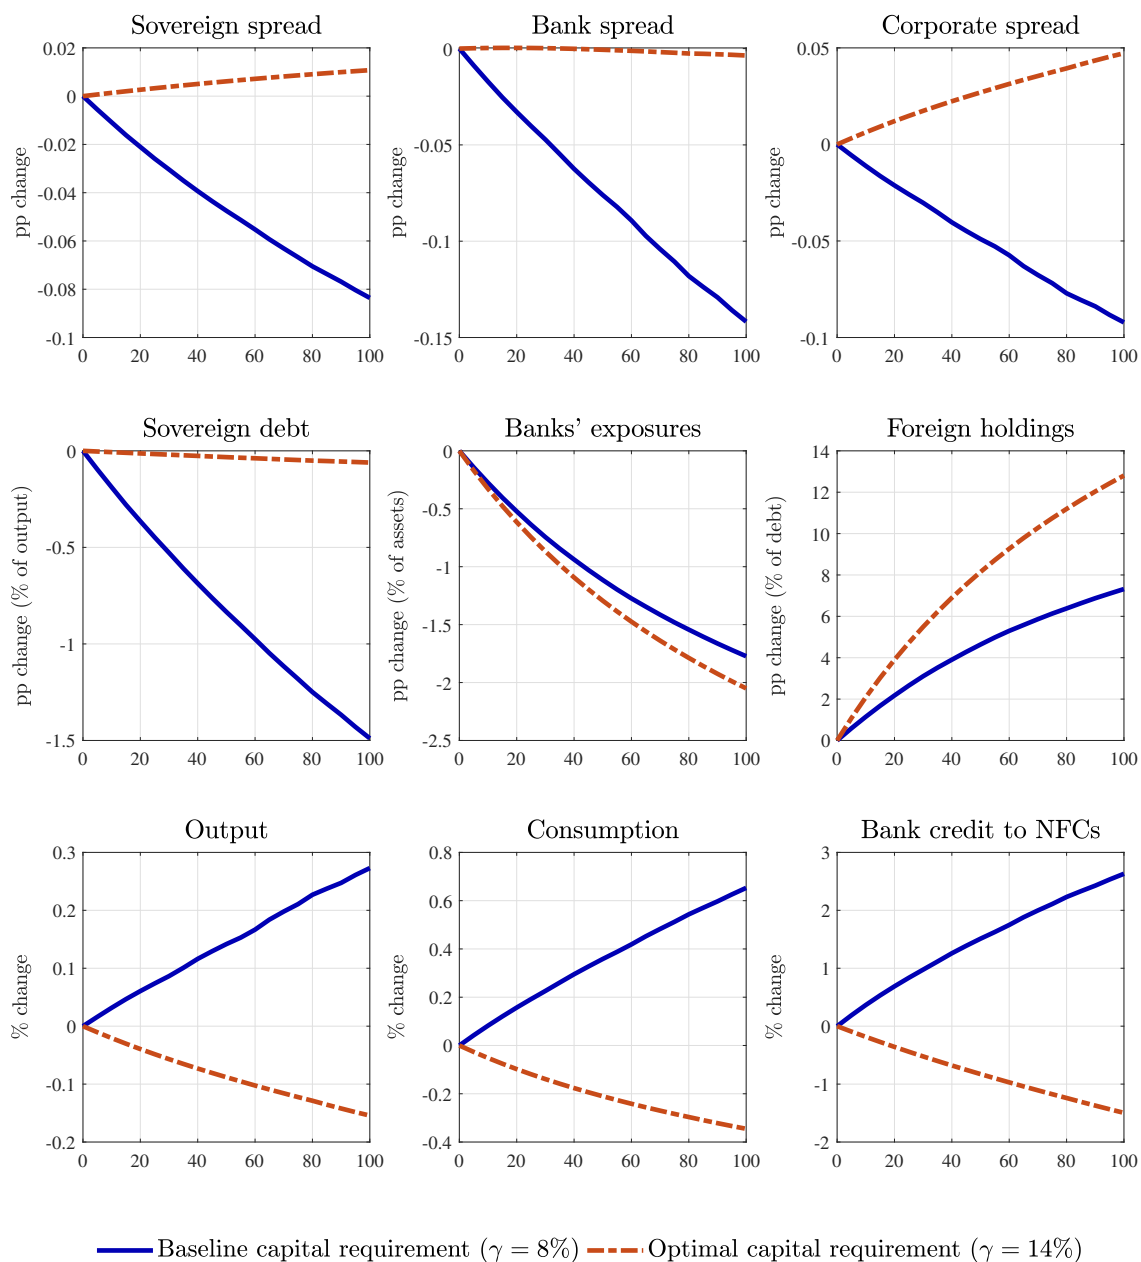 Sovereign spread
pp change
0.02
0
-0.02
-0.04
-0.06
-0.08
-0.1
0 20 40 60 80 100
Bank spread
pp change
0
-0.05
-0.1
-0.15
0 20 40 60 80 100
Corporate spread
pp change
0.05
0
-0.05
-0.1
0 20 40 60 80 100
Sovereign debt
pp change (% of output)
0
-0.5
-1
-1.5
0 20 40 60 80 100
Banks' exposures
pp change (% of assets)
0
-0.5
-1
-1.5
-2
-2.5
0 20 40 60 80 100
Foreign holdings
pp change (% of debt)
14
12
10
8
6
4
2
0
0 20 40 60 80 100
Output
% change
0.3
0.2
0.1
0
-0.1
-0.2
0 20 40 60 80 100
Consumption
% change
0.8
0.6
0.4
0.2
0
-0.2
-0.4
0 20 40 60 80 100
Bank credit to NFCs
% change
3
2
1
0
-1
-2
0 20 40 60 80 100
Baseline capital requirement (γ = 8%) Optimal capital requirement (γ = 14%)